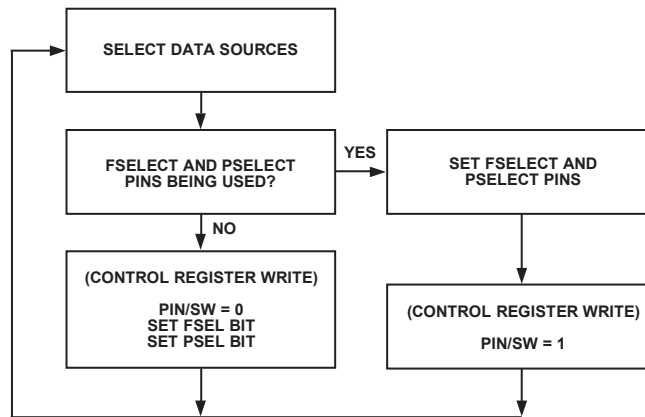 SELECT DATA SOURCES
FSELECT AND PSELECT
PINS BEING USED?
YES
SET FSELECT AND
PSELECT PINS
NO
(CONTROL REGISTER WRITE)
PIN/SW = 0
SET FSEL BIT
SET PSEL BIT
(CONTROL REGISTER WRITE)
PIN/SW = 1